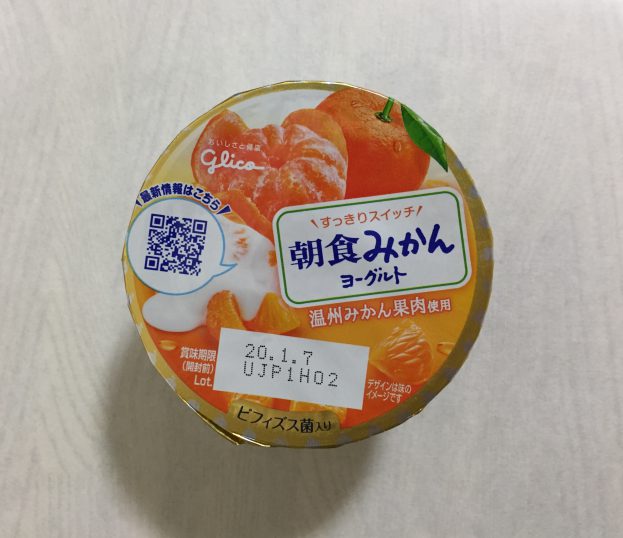 おいしさと健康
Glico
最新情報はこちら
すっきりスイッチ
朝食みかん
ヨーグルト
温州みかん果肉使用
賞味期限
(開封前)
Lot.
20.1.7
UJP1H02
デザインは味の
イメージです
ビフィズス菌入り